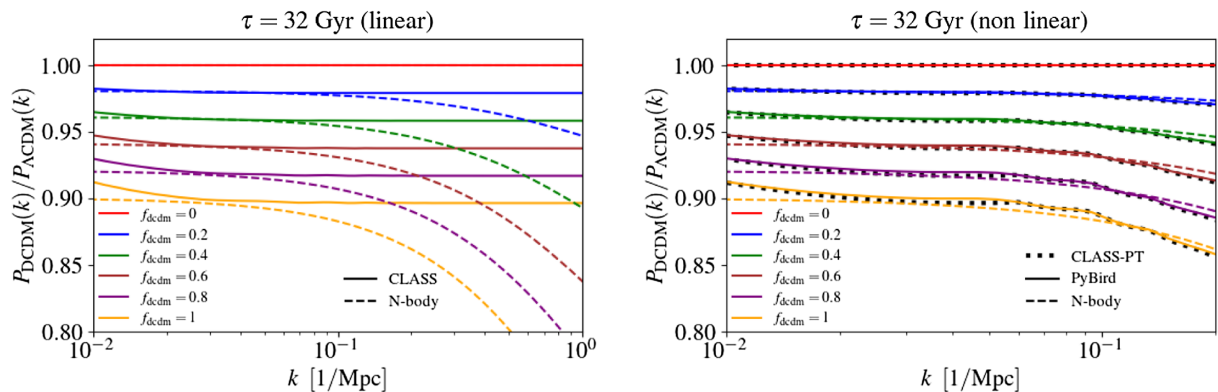 τ = 32 Gyr (linear)
P_DCDM(k)/P_ΛCDM(k)
1.00
0.95
0.90
0.85
0.80
f_dcdm = 0
f_dcdm = 0.2
f_dcdm = 0.4
f_dcdm = 0.6
f_dcdm = 0.8
f_dcdm = 1
CLASS
N-body
10^−2
10^−1
10^0
k [1/Mpc]
τ = 32 Gyr (non linear)
P_DCDM(k)/P_ΛCDM(k)
1.00
0.95
0.90
0.85
0.80
f_dcdm = 0
f_dcdm = 0.2
f_dcdm = 0.4
f_dcdm = 0.6
f_dcdm = 0.8
f_dcdm = 1
CLASS-PT
PyBird
N-body
10^−2
10^−1
k [1/Mpc]